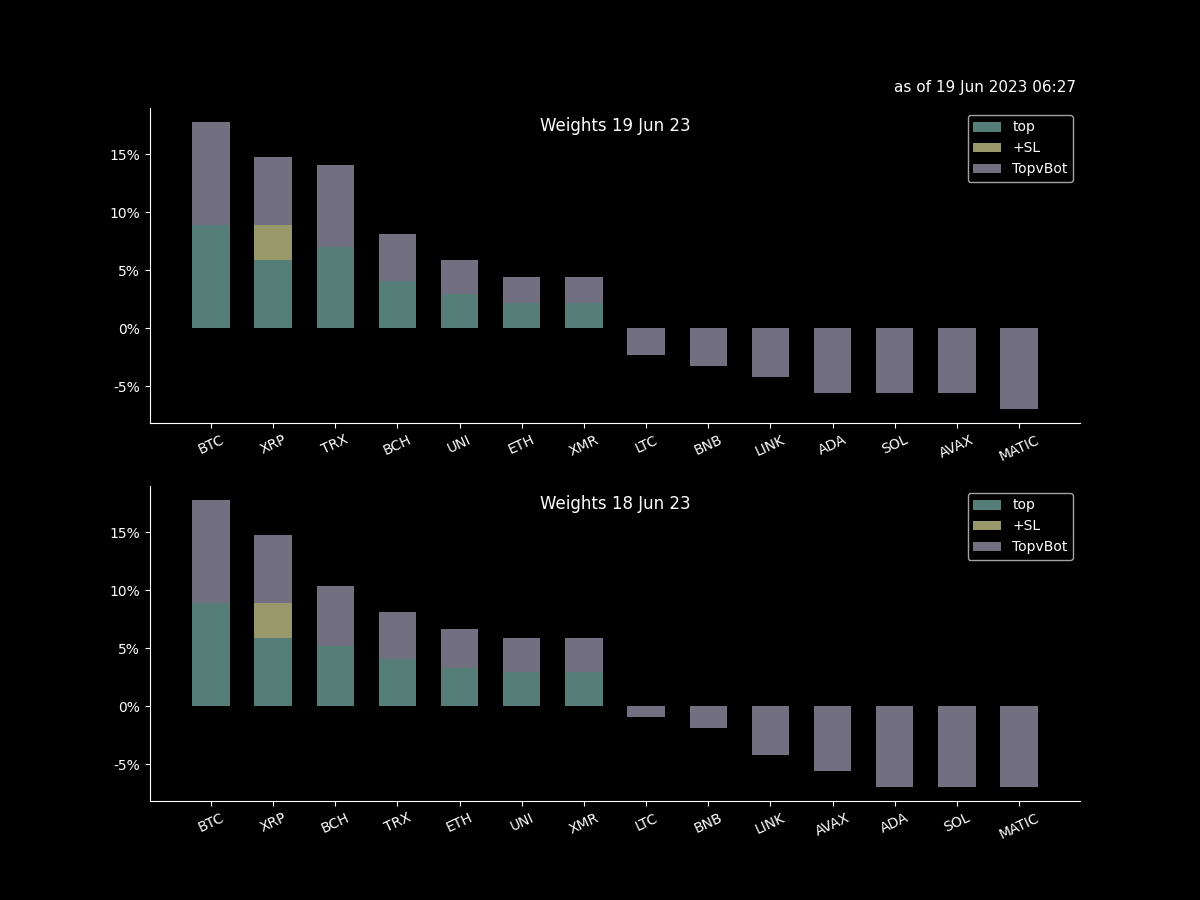 as of 19 Jun 2023 06:27
Weights 19 Jun 23
top
+SL
TopvBot
15%
10%
5%
0%
-5%
BTC XRP TRX BCH UNI ETH XMR LTC BNB LINK ADA SOL AVAX MATIC
Weights 18 Jun 23
top
+SL
TopvBot
15%
10%
5%
0%
-5%
BTC XRP BCH TRX ETH UNI XMR LTC BNB LINK AVAX ADA SOL MATIC